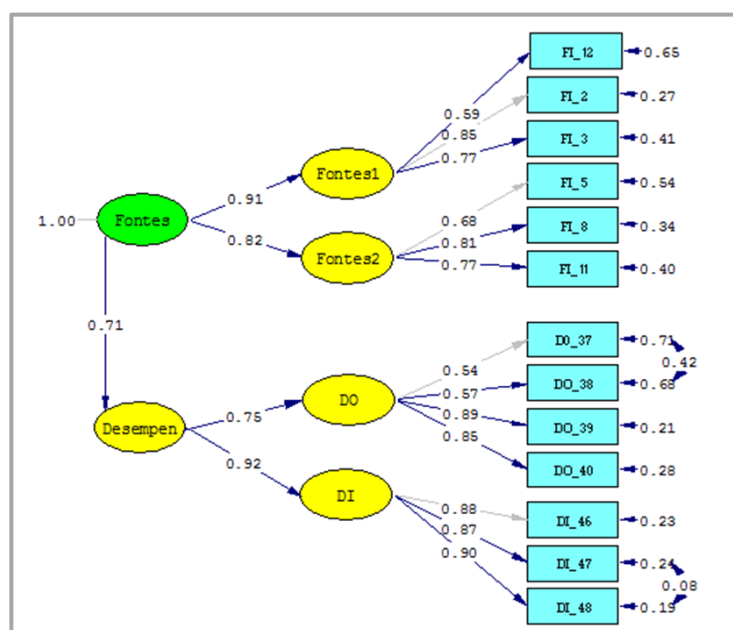 FI_12
0.65
FI_2
0.27
0.59
0.85
FI_3
0.41
0.77
Fontes1
FI_5
0.54
0.91
1.00
Fontes
0.68
FI_8
0.34
0.82
0.81
Fontes2
0.77
FI_11
0.40
0.71
DO_37
0.71
0.42
0.54
DO_38
0.68
0.57
DO
0.75
0.89
DO_39
0.21
Desempen
0.85
0.92
DO_40
0.28
DI
0.88
DI_46
0.23
0.87
0.90
DI_47
0.24
0.08
DI_48
0.19